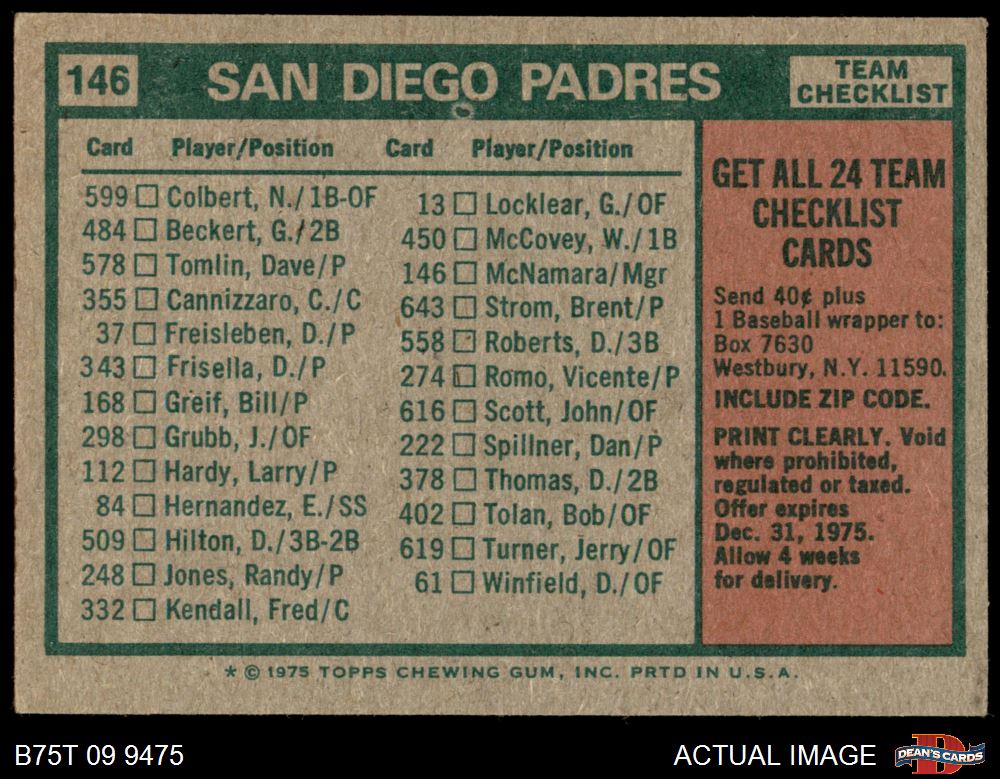 146
SAN DIEGO PADRES
TEAM
CHECKLIST
Card Player/Position Card Player/Position
599 Colbert, N./1B-OF
484 Beckert, G./2B
578 Tomlin, Dave/P
355 Cannizzaro, C./C
37 Freisleben, D./P
343 Frisella, D./P
168 Greif, Bill/P
298 Grubb, J./OF
112 Hardy, Larry/P
84 Hernandez, E./SS
509 Hilton, D./3B-2B
248 Jones, Randy/P
332 Kendall, Fred/C
13 Locklear, G./OF
450 McCovey, W./1B
146 McNamara/Mgr
643 Strom, Brent/P
558 Roberts, D./3B
274 Romo, Vicente/P
616 Scott, John/OF
222 Spillner, Dan/P
378 Thomas, D./2B
402 Tolan, Bob/OF
619 Turner, Jerry/OF
61 Winfield, D./OF
GET ALL 24 TEAM
CHECKLIST
CARDS
Send 40¢ plus
1 Baseball wrapper to:
Box 7630
Westbury, N.Y. 11590.
INCLUDE ZIP CODE.
PRINT CLEARLY. Void
where prohibited,
regulated or taxed.
Offer expires
Dec. 31, 1975.
Allow 4 weeks
for delivery.
* © 1975 TOPPS CHEWING GUM, INC. PRTD IN U.S.A.
B75T 09 9475
ACTUAL IMAGE
DEAN'S CARDS